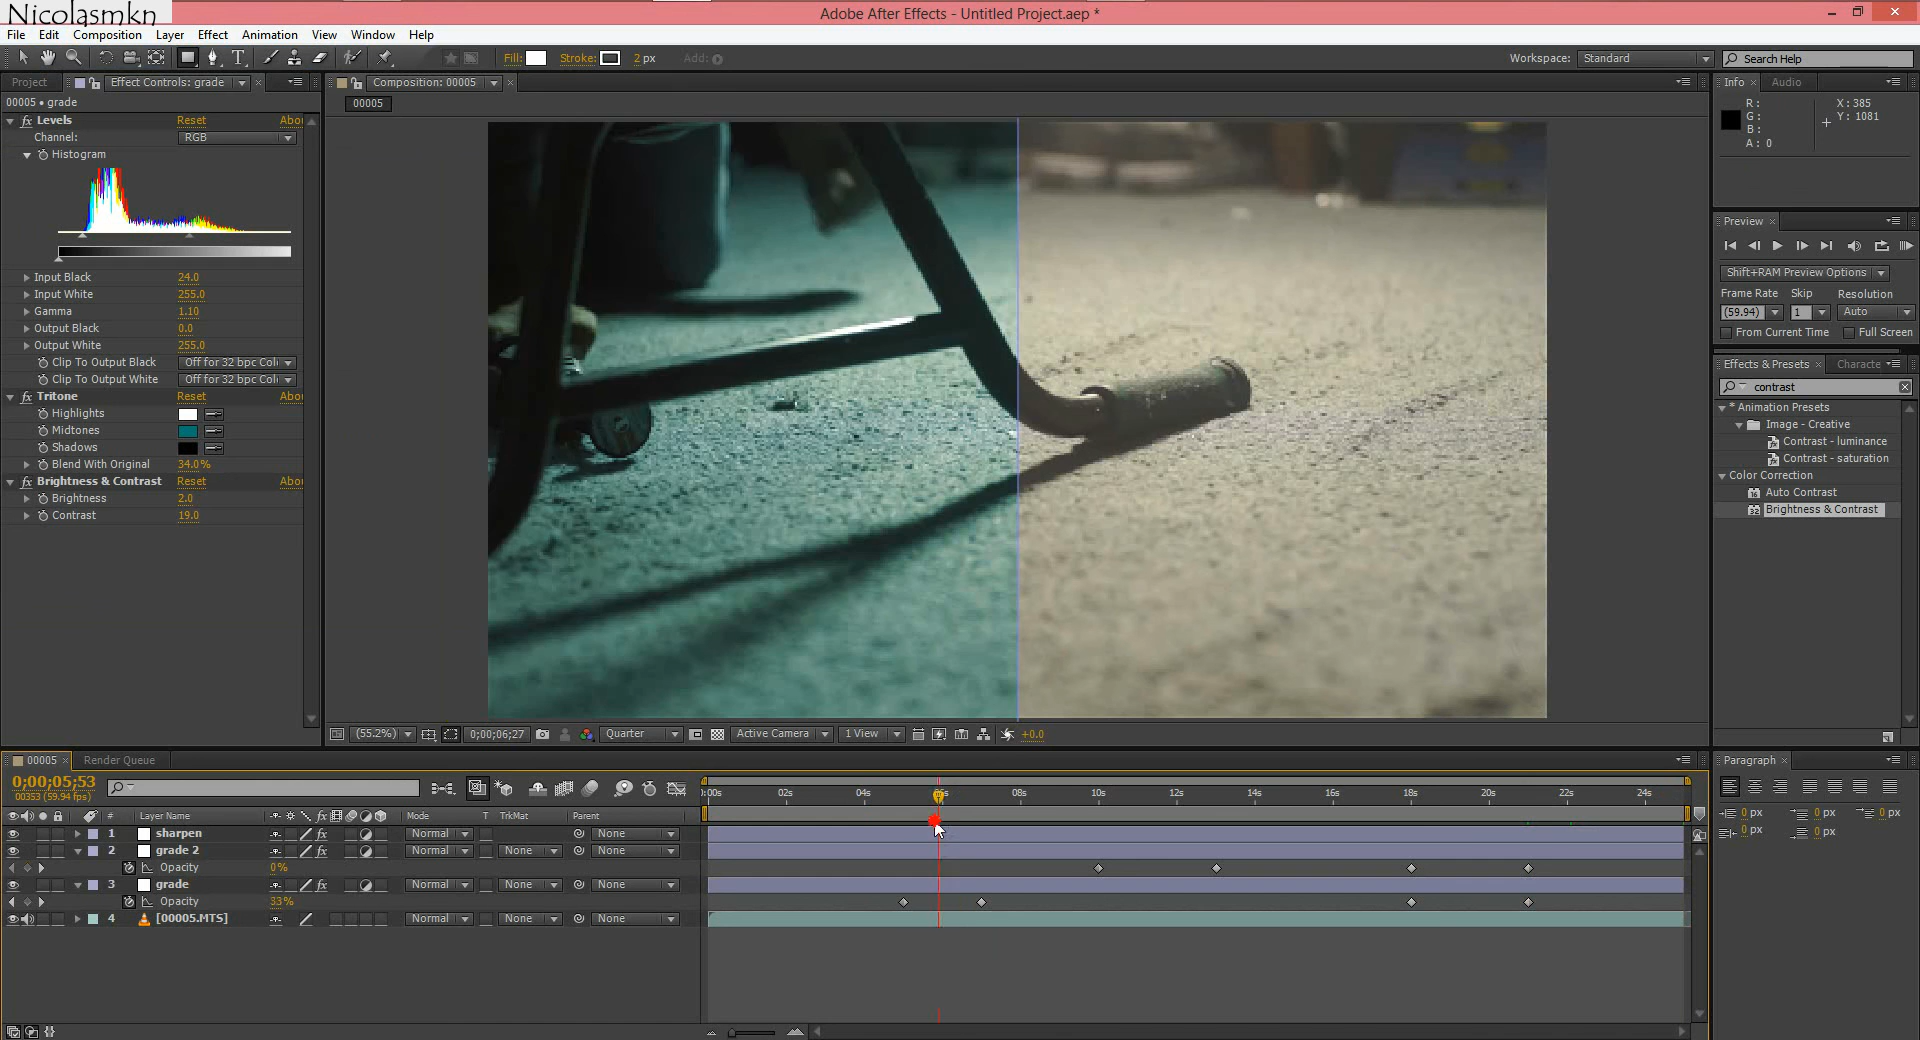 Nicolasmkn
Adobe After Effects - Untitled Project.aep *
File Edit Composition Layer Effect Animation View Window Help
Fill: Stroke: 2 px Add: Workspace: Standard Search Help
Project Effect Controls: grade Composition: 00005 Info Audio
00005 • grade 00005
Levels Reset
Channel: RGB
Histogram
Input Black 24.0
Input White 255.0
Gamma 1.10
Output Black 0.0
Output White 255.0
Clip To Output Black Off for 32 bpc Col
Clip To Output White Off for 32 bpc Col
Tritone Reset
Highlights
Midtones
Shadows
Blend With Original 34.0%
Brightness & Contrast Reset
Brightness 2.0
Contrast 19.0
R: X: 385
G: Y: 1081
B:
A: 0
Preview
Shift+RAM Preview Options
Frame Rate Skip Resolution
(59.94) 1 Auto
From Current Time Full Screen
Effects & Presets Characte
contrast
* Animation Presets
Image - Creative
Contrast - luminance
Contrast - saturation
Color Correction
Auto Contrast
Brightness & Contrast
(55.2%) 0;00;06;27 Quarter Active Camera 1 View +0.0
00005 Render Queue Paragraph
0;00;05;53
00353 (59.94 fps)
:00s 02s 04s 08s 10s 12s 14s 16s 18s 20s 22s 24s
# Layer Name fx Mode T TrkMat Parent
1 sharpen Normal None
2 grade 2 Normal None None
Opacity 0%
3 grade Normal None None
Opacity 33%
4 [00005.MTS] Normal None None
0 px 0 px 0 px
0 px 0 px